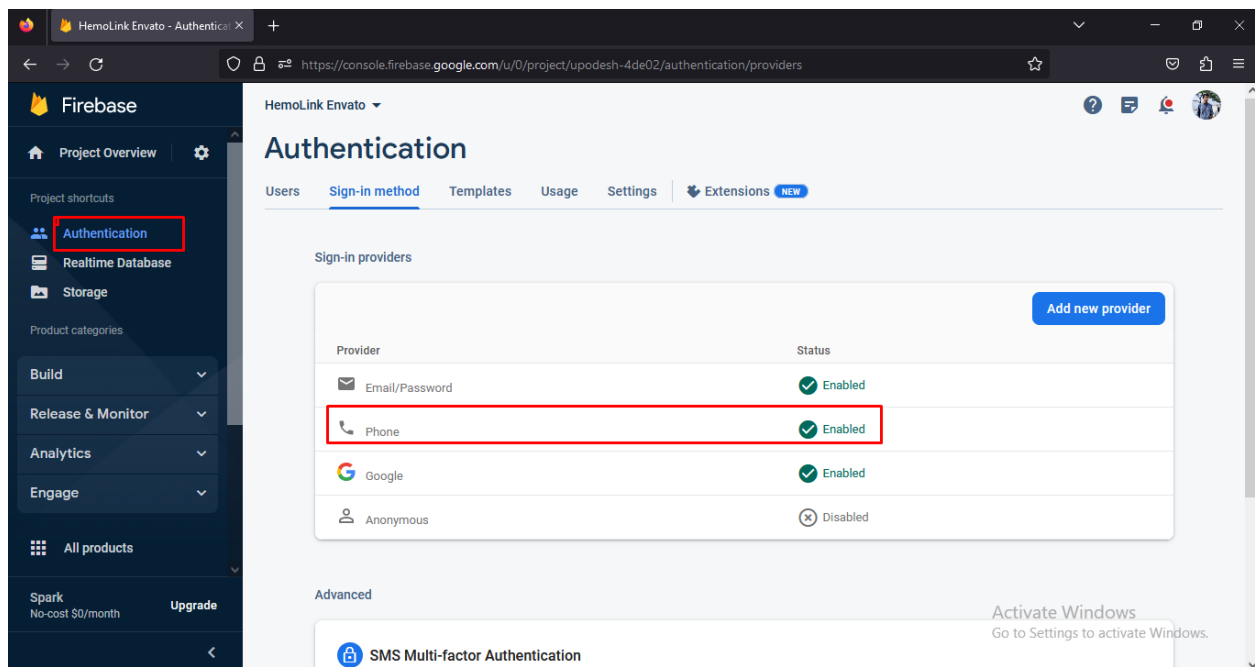 HemoLink Envato - Authenticat
https://console.firebase.google.com/u/0/project/upodesh-4de02/authentication/providers
Firebase
Project Overview
Project shortcuts
Authentication
Realtime Database
Storage
Product categories
Build
Release & Monitor
Analytics
Engage
All products
Spark
No-cost $0/month
Upgrade
HemoLink Envato
Authentication
Users Sign-in method Templates Usage Settings Extensions NEW
Sign-in providers
Add new provider
Provider Status
Email/Password Enabled
Phone Enabled
Google Enabled
Anonymous Disabled
Advanced
SMS Multi-factor Authentication
Activate Windows
Go to Settings to activate Windows.